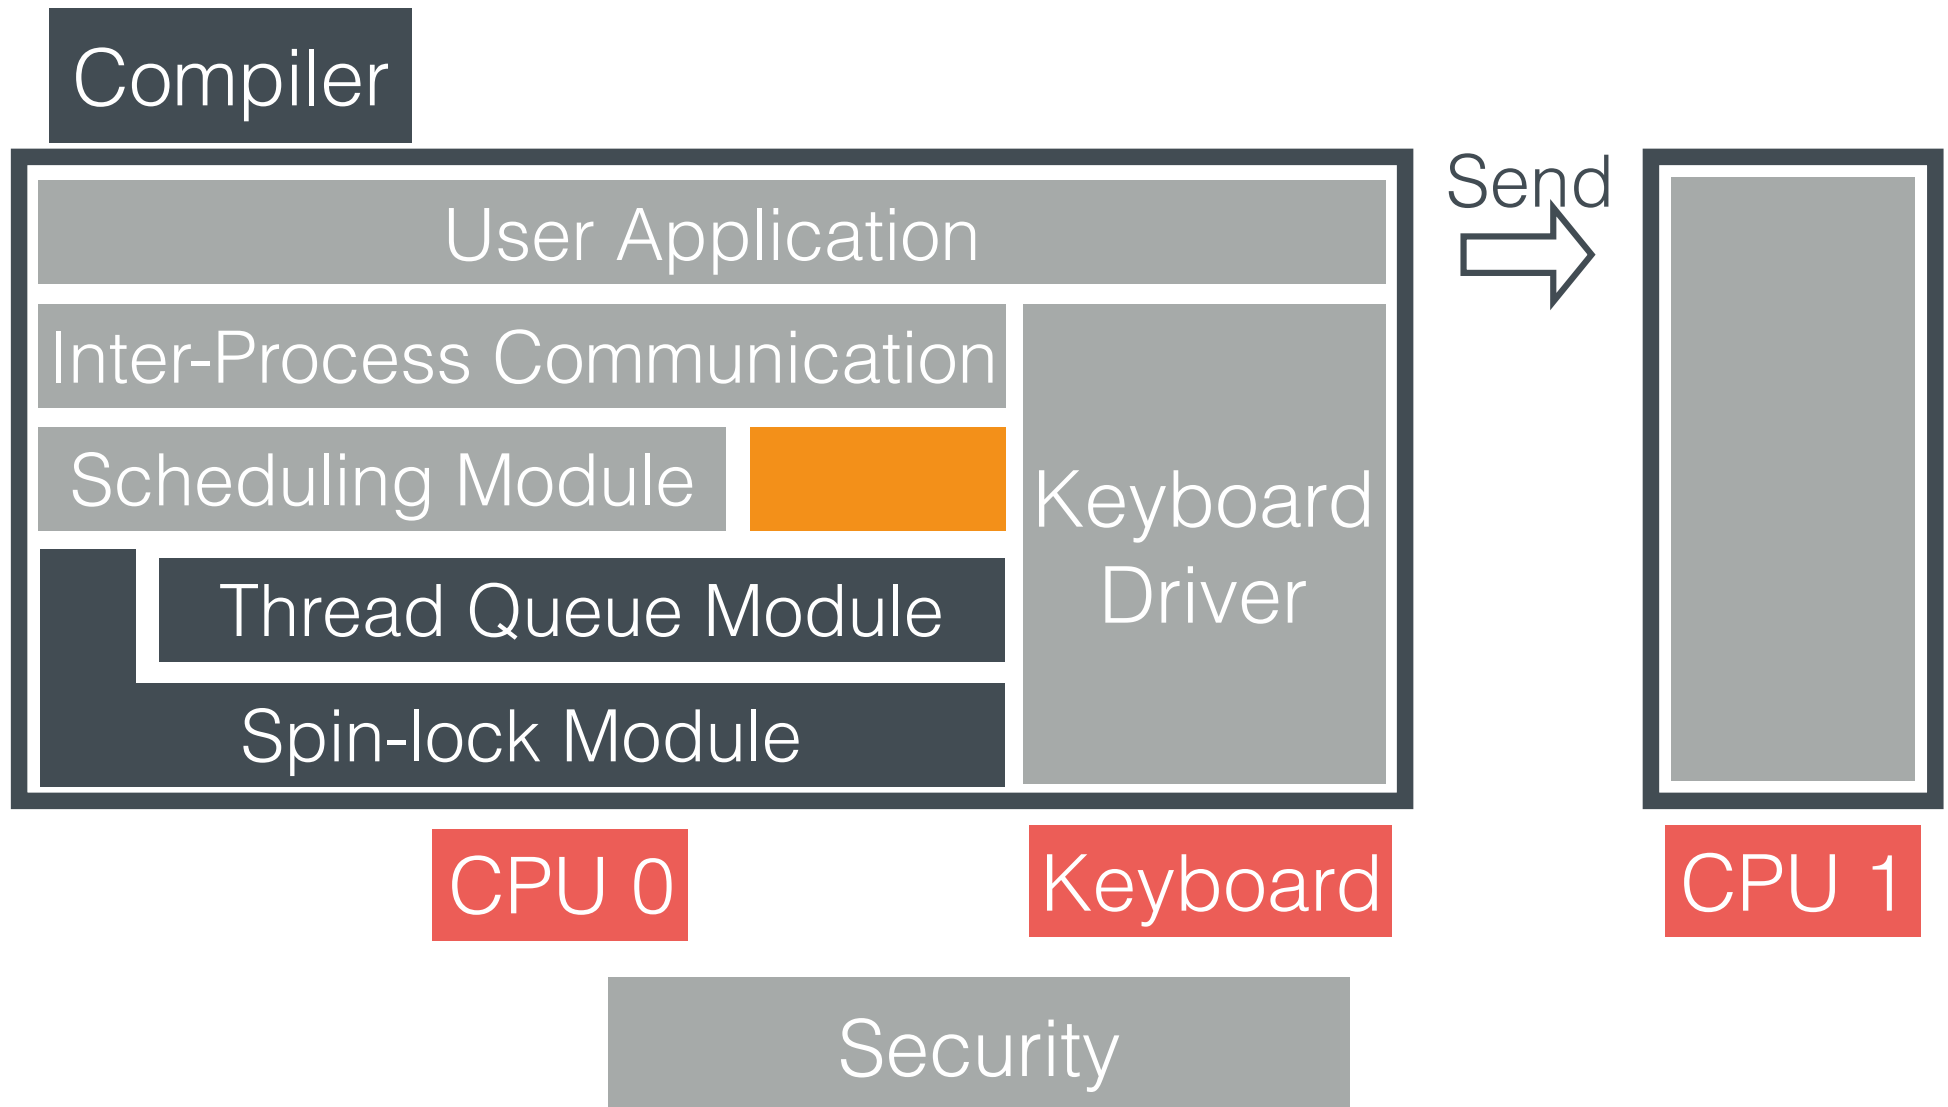 Compiler
Send
User Application
Inter-Process Communication
Scheduling Module
Keyboard
Driver
Thread Queue Module
Spin-lock Module
CPU 0
Keyboard
CPU 1
Security